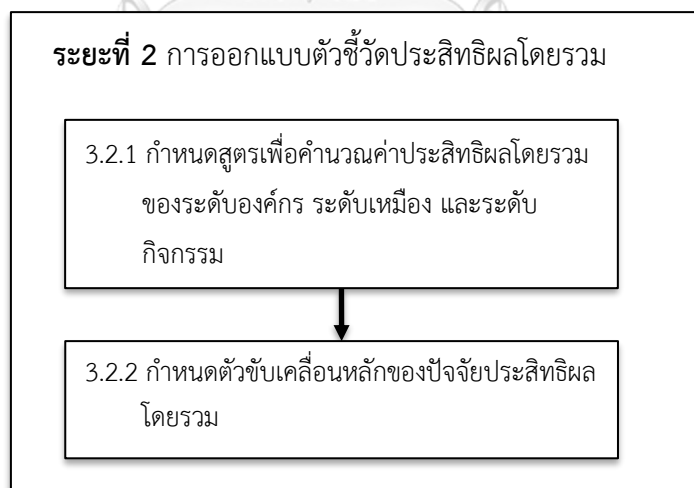 ระยะที่ 2 การออกแบบตัวชี้วัดประสิทธิผลโดยรวม
3.2.1 กำหนดสูตรเพื่อคำนวณค่าประสิทธิผลโดยรวม
ของระดับองค์กร ระดับเหมือง และระดับ
กิจกรรม
3.2.2 กำหนดตัวขับเคลื่อนหลักของปัจจัยประสิทธิผล
โดยรวม